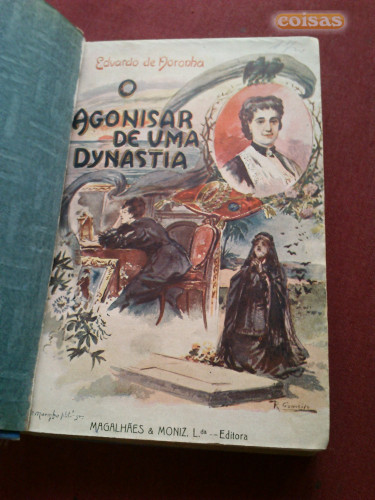 coisas
Eduardo de Noronha
O
AGONISAR
DE UMA
DYNASTIA
MAGALHÃES & MONIZ, L.da — Editora